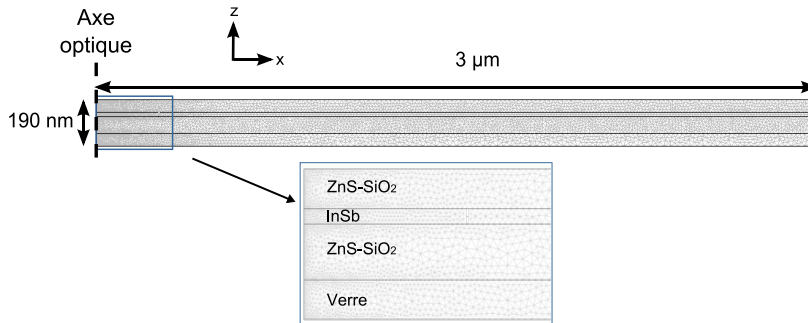 Axe
optique
z
x
3 µm
190 nm
ZnS-SiO₂
InSb
ZnS-SiO₂
Verre